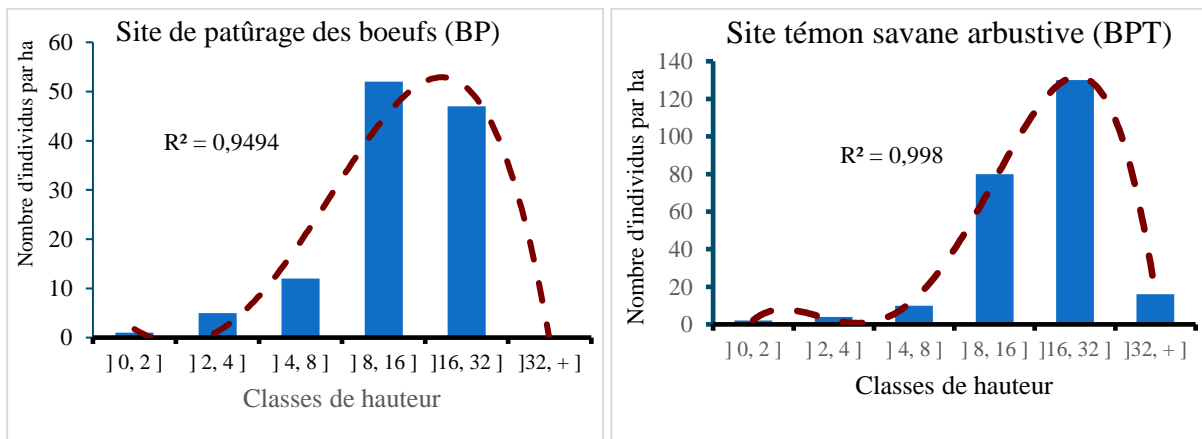 Site de patûrage des boeufs (BP)
Nombre d'individus par ha
60
50
40
30
20
10
0
R² = 0,9494
] 0, 2 ] ] 2, 4 ] ] 4, 8 ] ] 8, 16 ] ]16, 32 ] ]32, + ]
Classes de hauteur
Site témon savane arbustive (BPT)
Nombre d'individus par ha
140
120
100
80
60
40
20
0
R² = 0,998
] 0, 2 ] ] 2, 4 ] ] 4, 8 ] ] 8, 16 ] ]16, 32 ] ]32, + ]
Classes de hauteur